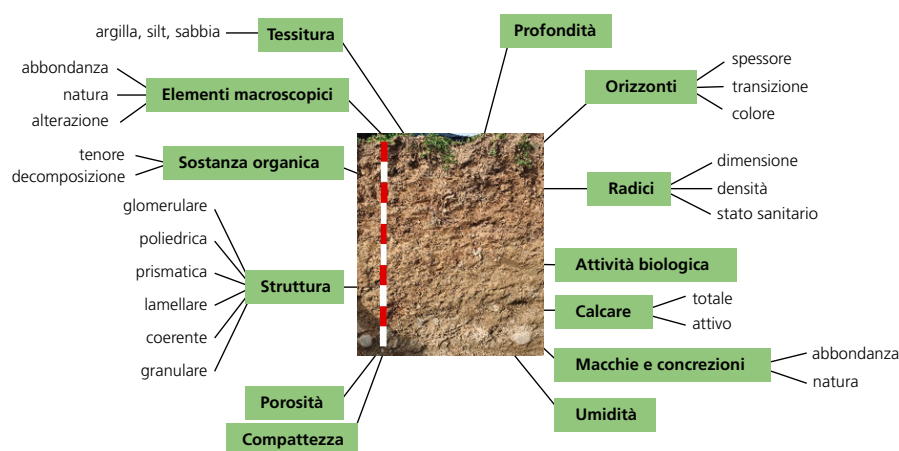 argilla, silt, sabbia
Tessitura
abbondanza
natura
alterazione
Elementi macroscopici
tenore
decomposizione
Sostanza organica
glomerulare
poliedrica
prismatica
lamellare
coerente
granulare
Struttura
Porosità
Compattezza
Profondità
Orizzonti
spessore
transizione
colore
Radici
dimensione
densità
stato sanitario
Attività biologica
Calcare
totale
attivo
Macchie e concrezioni
abbondanza
natura
Umidità